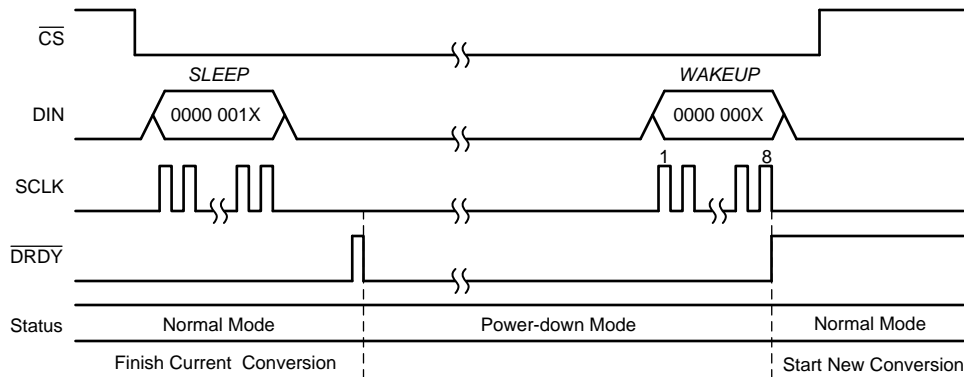 CS
SLEEP
WAKEUP
DIN
0000 001X
0000 000X
1
8
SCLK
DRDY
Status
Normal Mode
Power-down Mode
Normal Mode
Finish Current Conversion
Start New Conversion